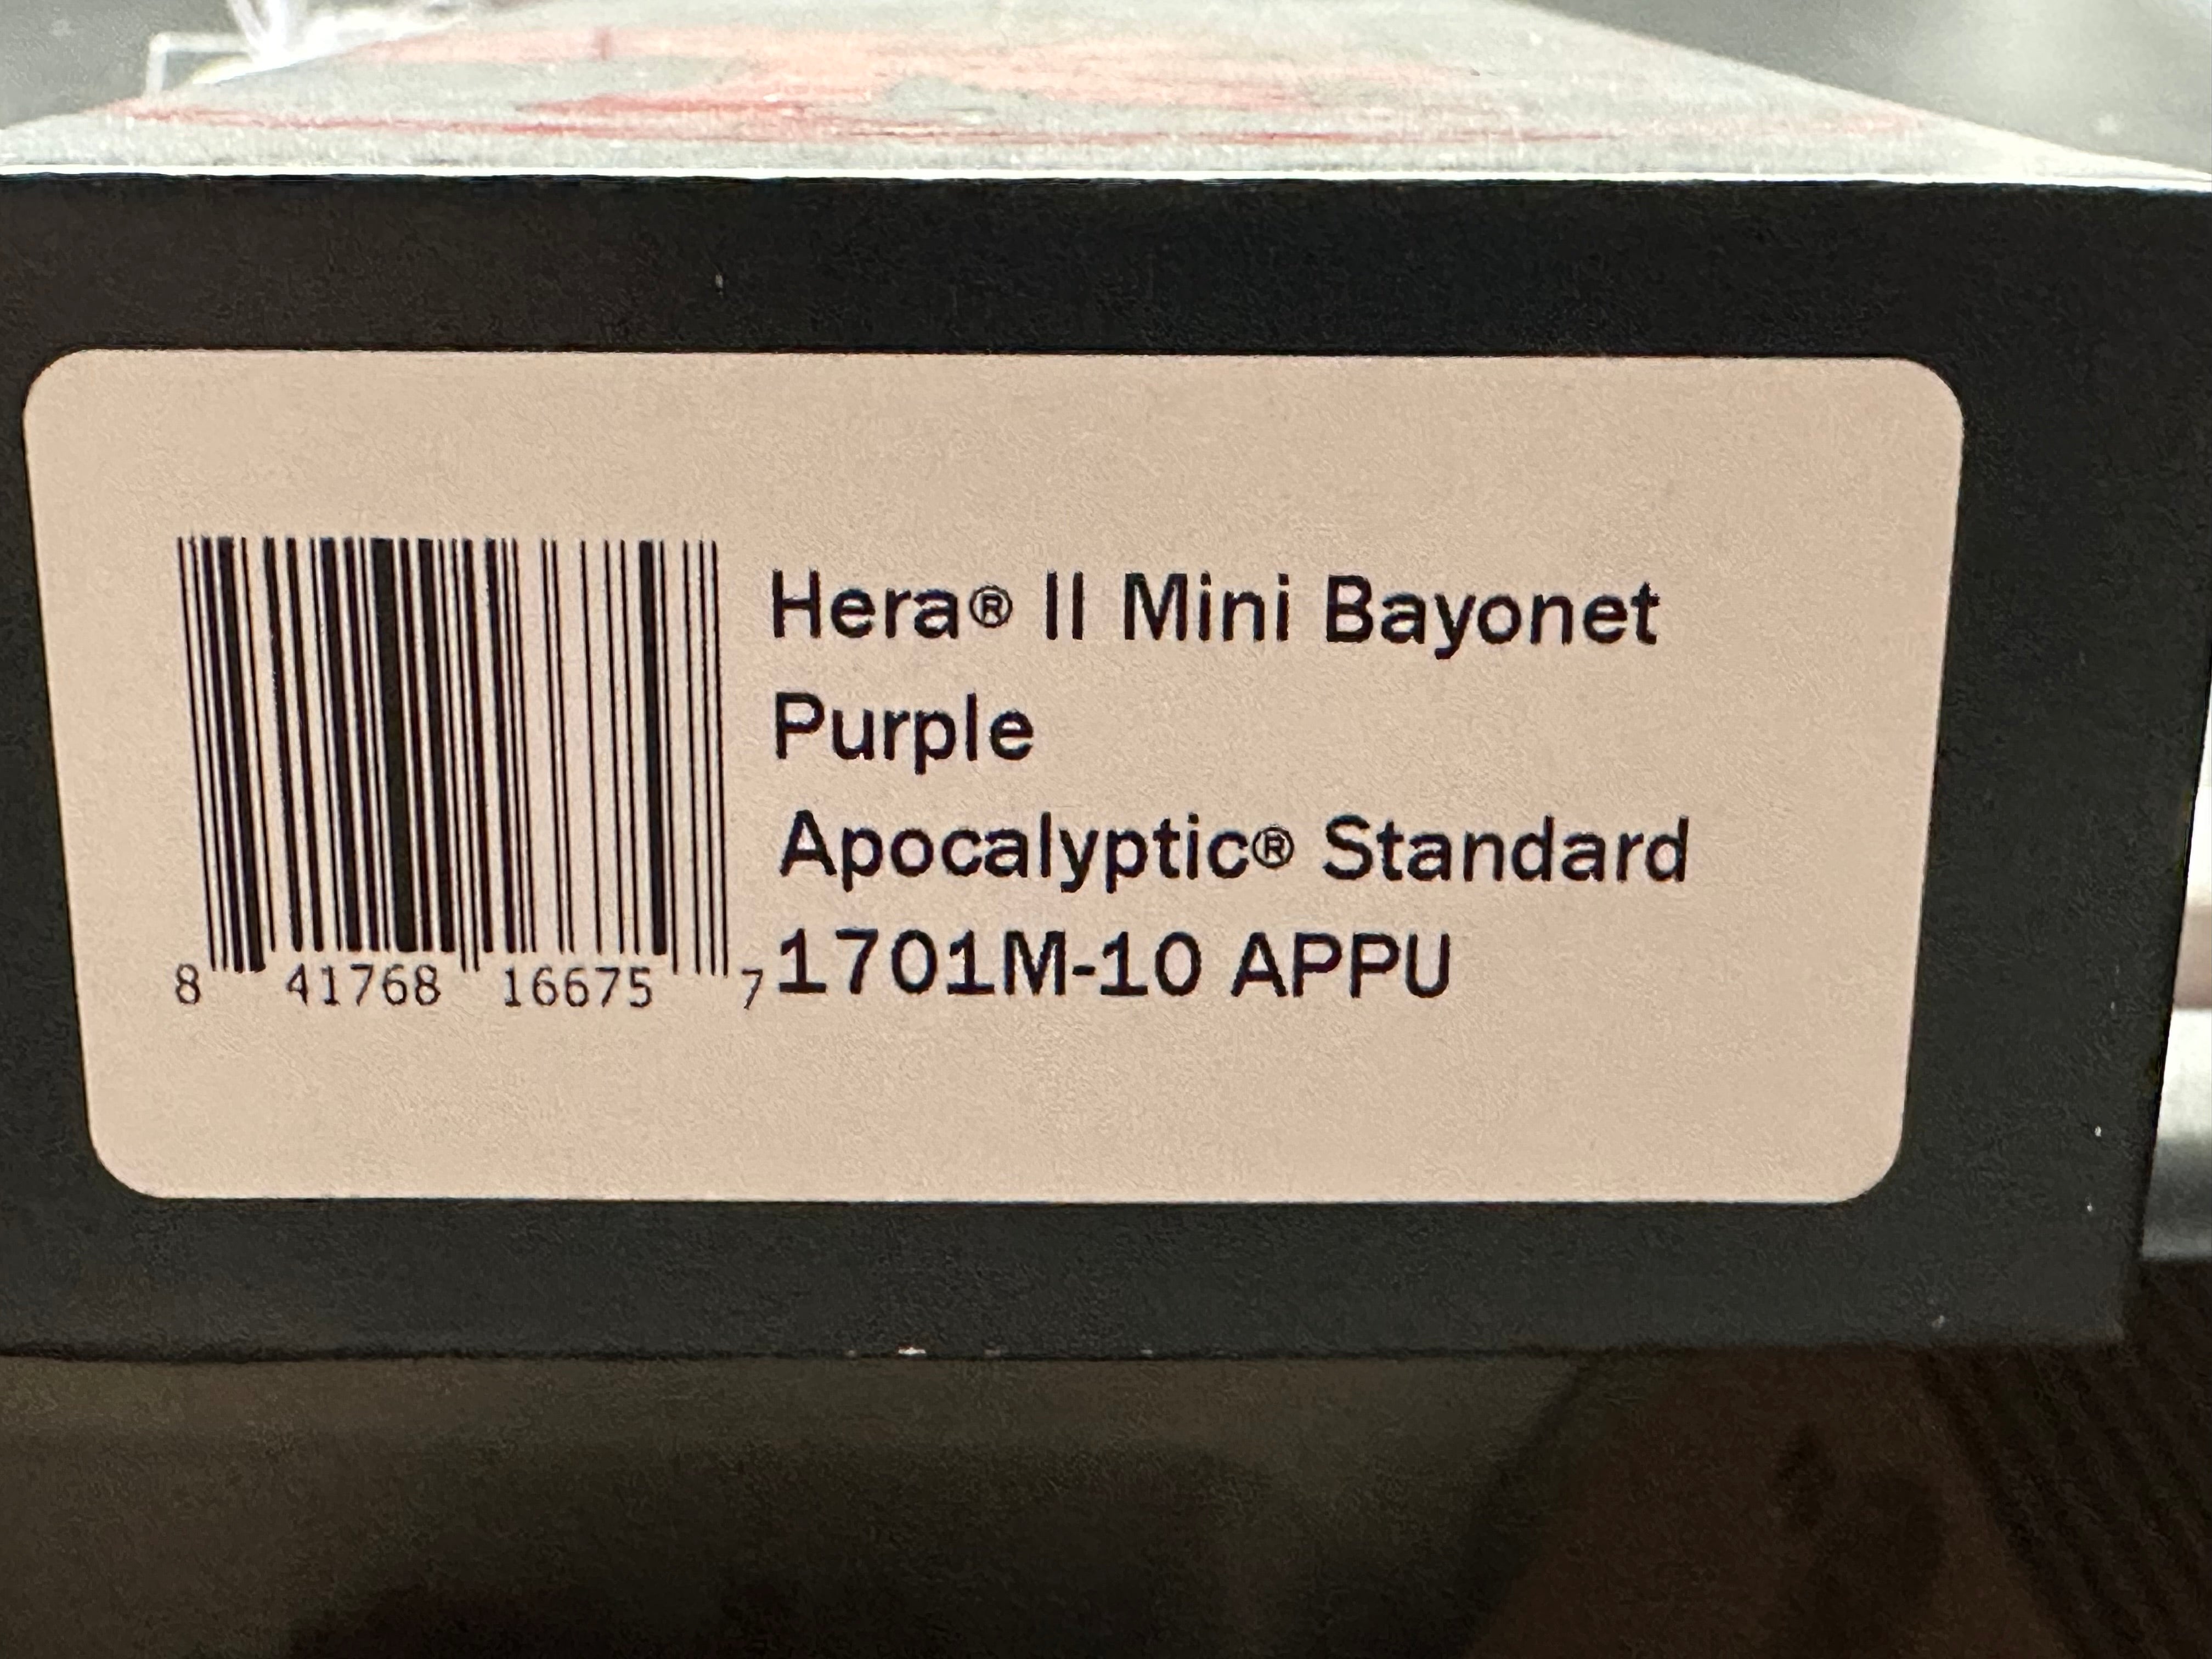 Hera® II Mini Bayonet
Purple
Apocalyptic® Standard
1701M-10 APPU
8 41768 16675 7